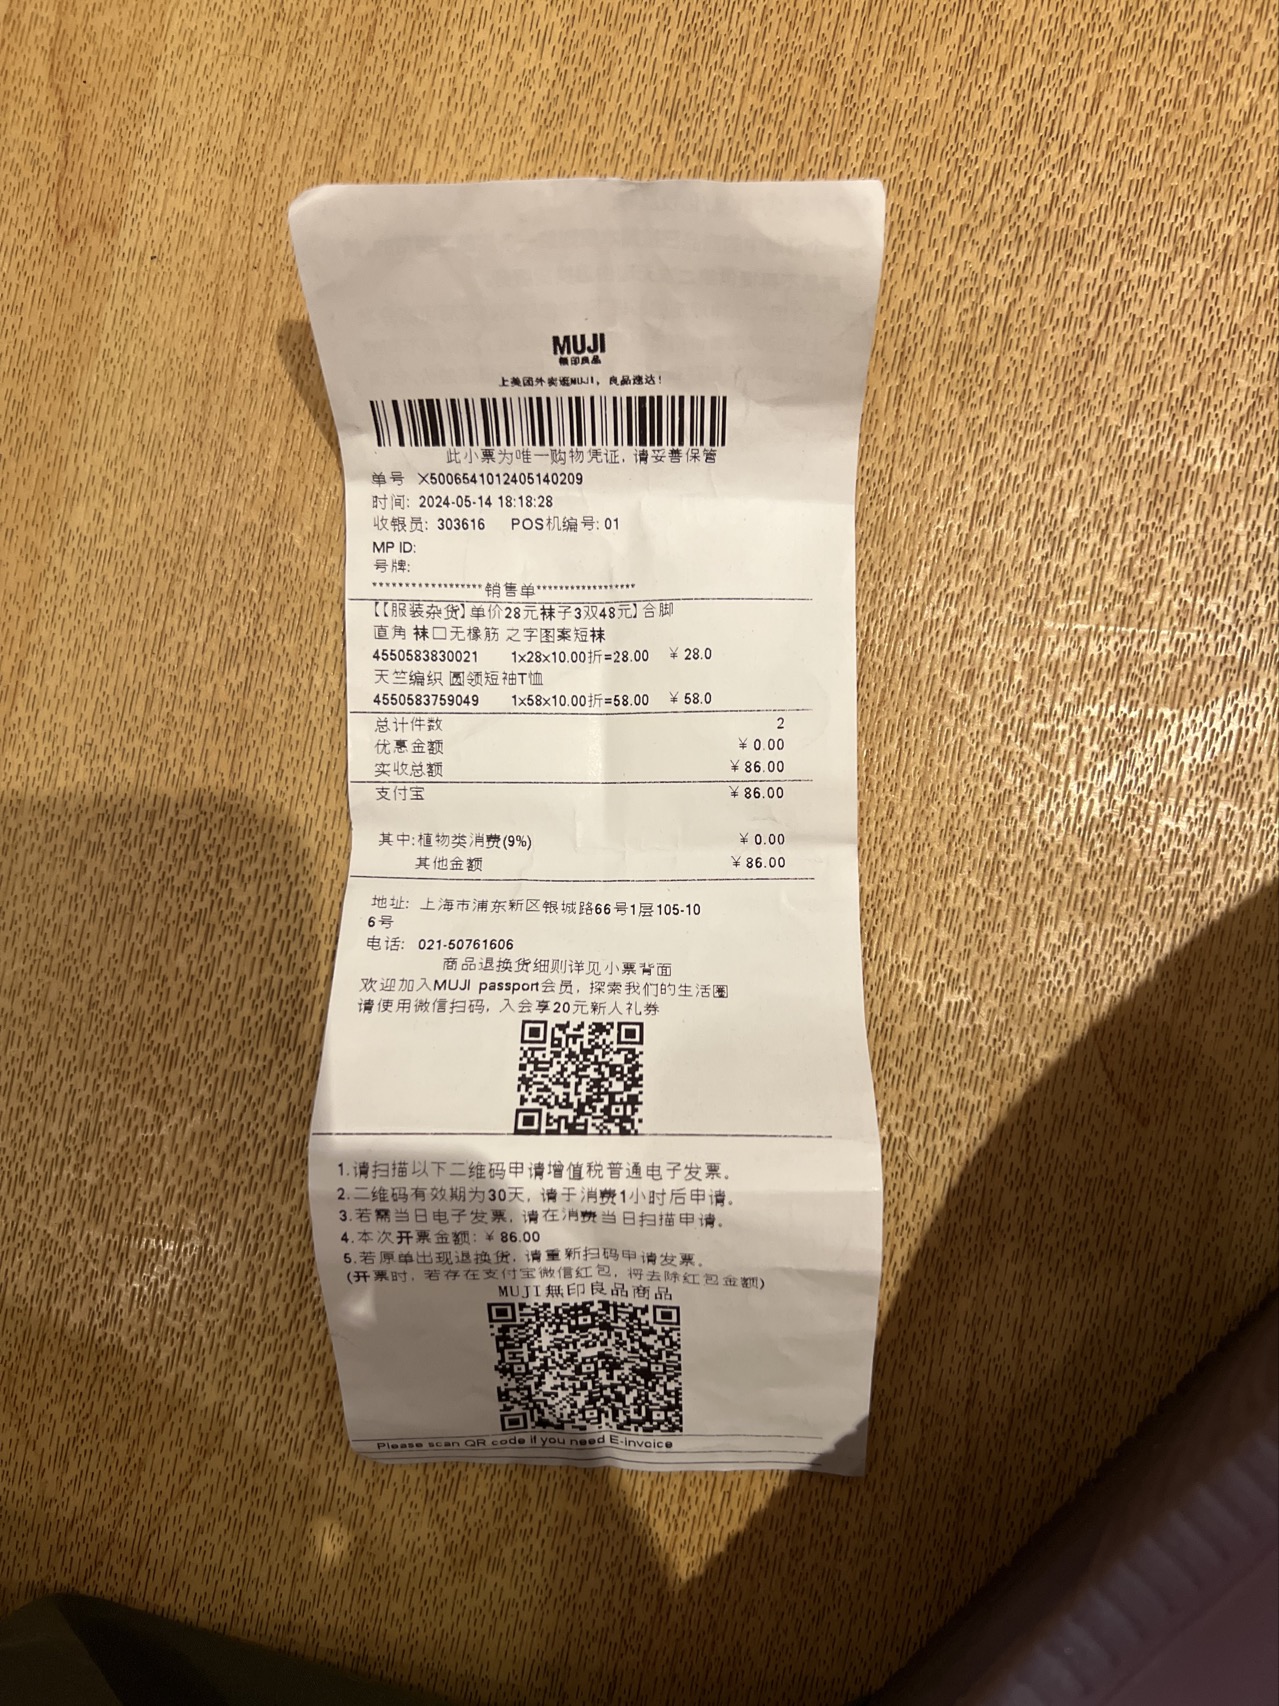 MUJI
無印良品
上美团外卖逛MUJI，良品速达！
此小票为唯一购物凭证，请妥善保管
单号 X5006541012405140209
时间: 2024-05-14 18:18:28
收银员: 303616 POS机编号: 01
MP ID:
号牌:
******************销售单******************
【【服装杂货】单价28元袜子3双48元】合脚
直角 袜口无橡筋 之字图案短袜
4550583830021 1x28x10.00折=28.00 ￥28.0
天竺编织 圆领短袖T恤
4550583759049 1x58x10.00折=58.00 ￥58.0
总计件数 2
优惠金额 ￥0.00
实收总额 ￥86.00
支付宝 ￥86.00
其中:植物类消费(9%) ￥0.00
其他金额 ￥86.00
地址: 上海市浦东新区银城路66号1层105-10
6号
电话: 021-50761606
商品退换货细则详见小票背面
欢迎加入MUJI passport会员，探索我们的生活圈
请使用微信扫码，入会享20元新人礼券
1.请扫描以下二维码申请增值税普通电子发票。
2.二维码有效期为30天，请于消费1小时后申请。
3.若需当日电子发票，请在消费当日扫描申请。
4.本次开票金额: ￥86.00
5.若原单出现退换货，请重新扫码申请发票。
(开票时，若存在支付宝微信红包，将去除红包金额)
MUJI無印良品商品
Please scan QR code if you need E-invoice